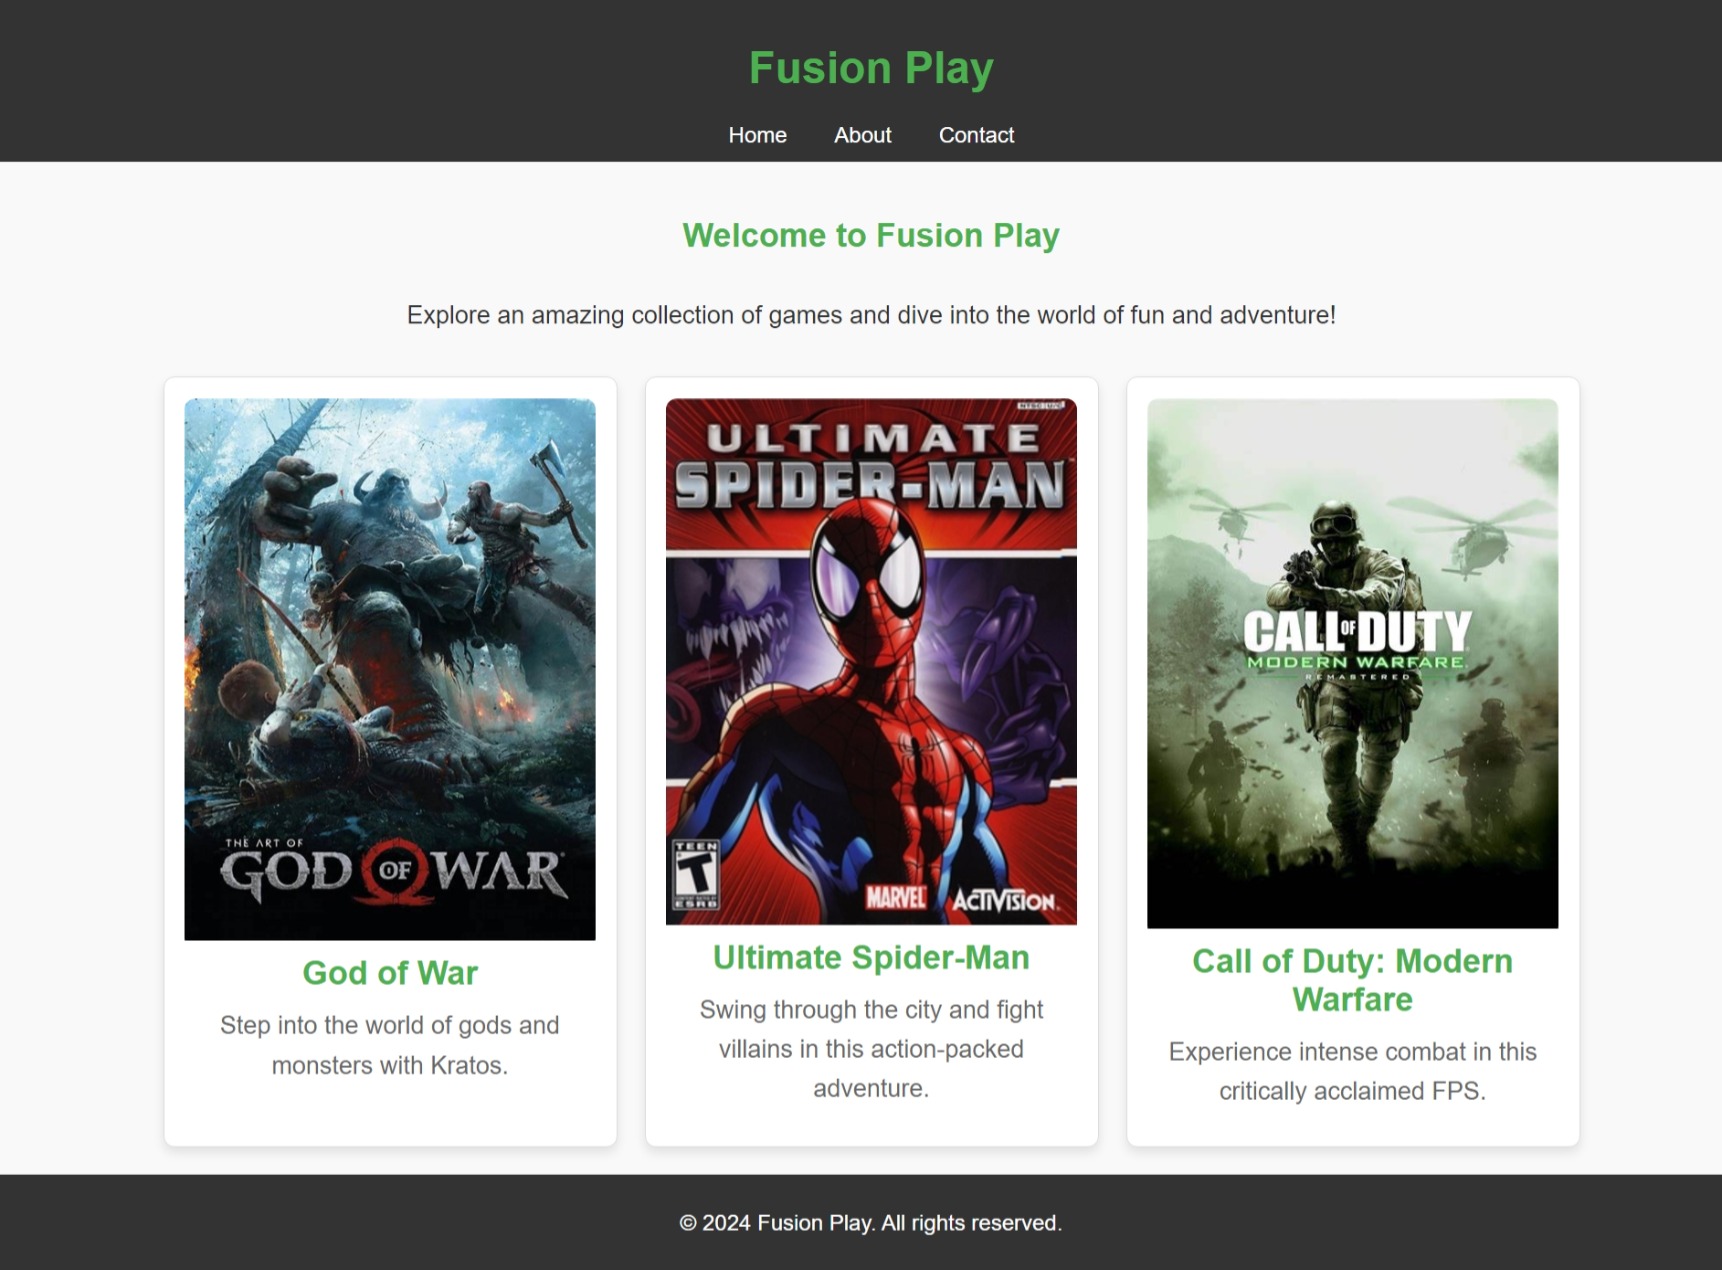 Fusion Play
Home About Contact
Welcome to Fusion Play
Explore an amazing collection of games and dive into the world of fun and adventure!
THE ART OF
GOD OF WAR
God of War
Step into the world of gods and
monsters with Kratos.
NTSC U/C
ULTIMATE
SPIDER-MAN
TEEN
T
CONTENT RATED BY
ESRB
MARVEL
ACTIVISION
Ultimate Spider-Man
Swing through the city and fight
villains in this action-packed
adventure.
CALL OF DUTY
MODERN WARFARE
REMASTERED
Call of Duty: Modern
Warfare
Experience intense combat in this
critically acclaimed FPS.
© 2024 Fusion Play. All rights reserved.